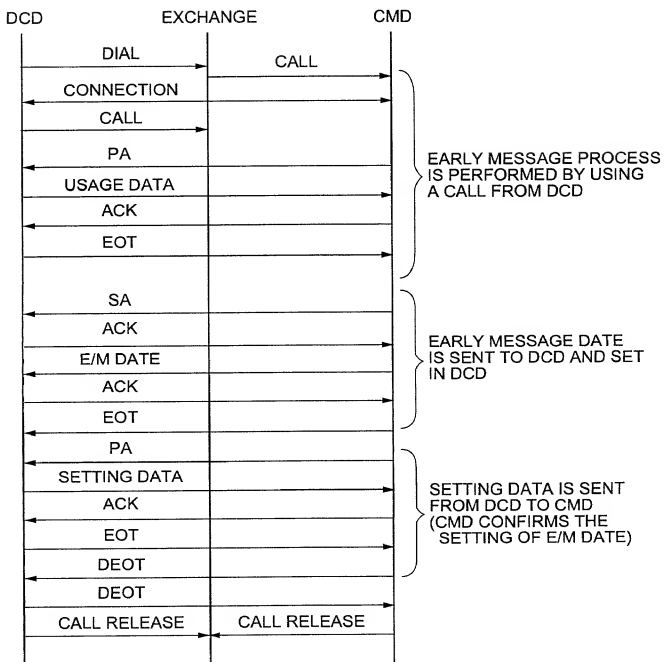 DCD EXCHANGE CMD
DIAL
CALL
CONNECTION
CALL
PA
USAGE DATA
ACK
EOT
EARLY MESSAGE PROCESS
IS PERFORMED BY USING
A CALL FROM DCD
SA
ACK
E/M DATE
ACK
EOT
EARLY MESSAGE DATE
IS SENT TO DCD AND SET
IN DCD
PA
SETTING DATA
ACK
EOT
DEOT
SETTING DATA IS SENT
FROM DCD TO CMD
(CMD CONFIRMS THE
SETTING OF E/M DATE)
DEOT
CALL RELEASE CALL RELEASE